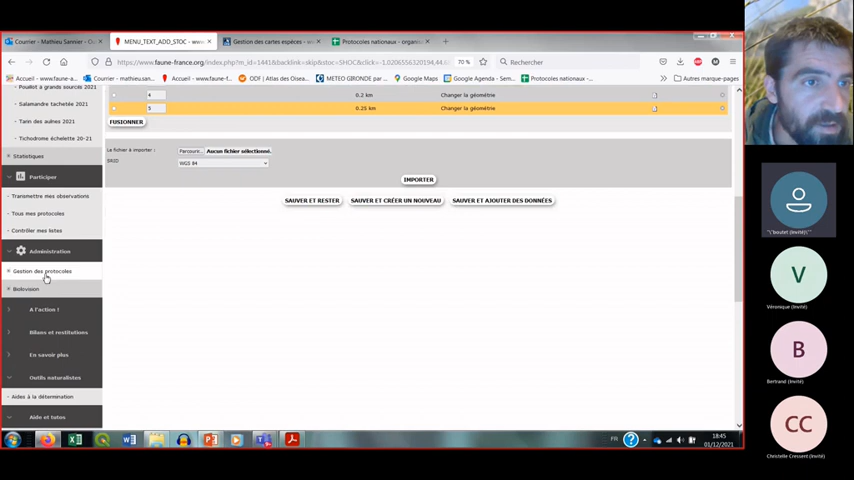 Courrier - Mathieu Sannier - Ou
MENU_TEXT_ADD_STOC - www.
Gestion des cartes espèces - ww
Protocoles nationaux - organis
https://www.faune-france.org/index.php?m_id=1441&backlink=skip&stoc=SHOC&click=-1.0206556320194,44.
70 %
Rechercher
Accueil - www.faune-a...
Courrier - mathieu.san...
Accueil - www.faune-fr...
ODF | Atlas des Oisea...
METEO GIRONDE par ...
Google Maps
Google Agenda - Sem...
Protocoles nationaux - ...
Autres marque-pages
Pouillot à grands sourcils 2021
Salamandre tachetée 2021
Tarin des aulnes 2021
Tichodrome échelette 20-21
Statistiques
Participer
Transmettre mes observations
Tous mes protocoles
Contrôler mes listes
Administration
Gestion des protocoles
Biolovision
A l'action !
Bilans et restitutions
En savoir plus
Outils naturalistes
Aides à la détermination
Aide et tutos
4 0.2 km Changer la géométrie
5 0.25 km Changer la géométrie
FUSIONNER
Le fichier à importer : Parcourir... Aucun fichier sélectionné.
SRID WGS 84
IMPORTER
SAUVER ET RESTER SAUVER ET CRÉER UN NOUVEAU SAUVER ET AJOUTER DES DONNÉES
FR
18:45
01/12/2021
"\"boutet (Invité)\""
V
Véronique (Invité)
B
Bertrand (Invité)
CC
Christelle Cressent (Invité)